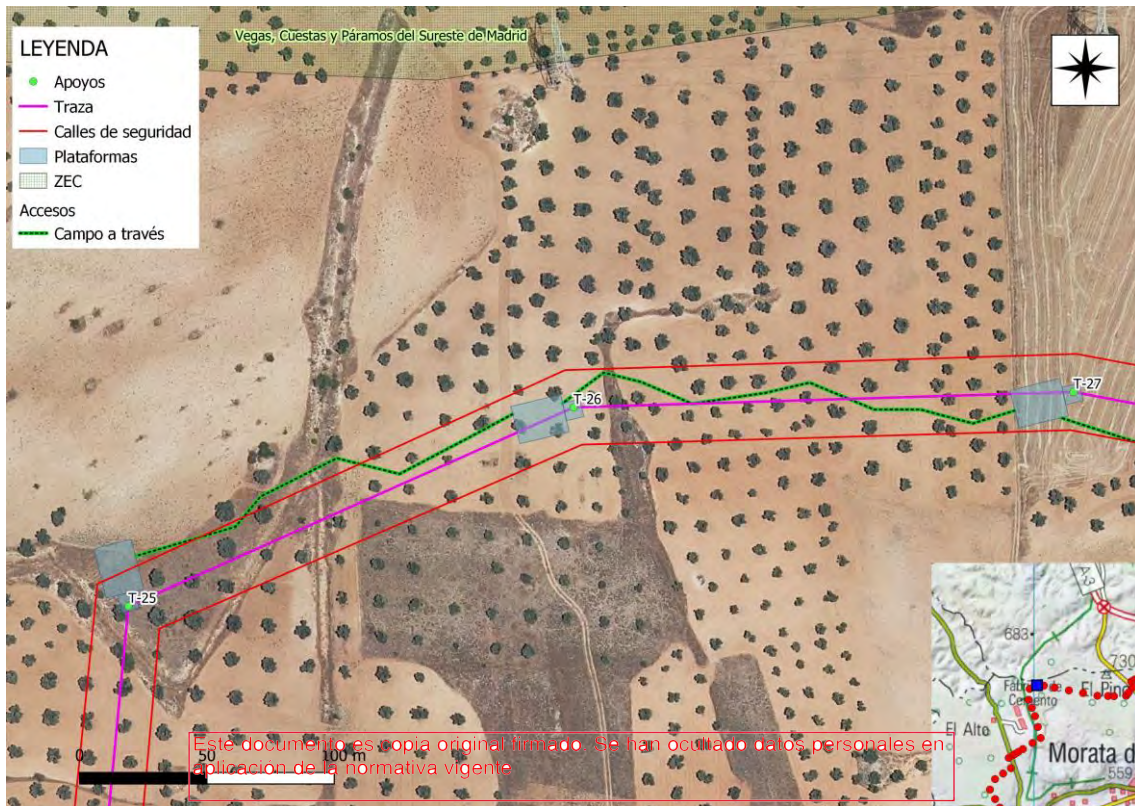 Vegas, Cuestas y Páramos del Sureste de Madrid
LEYENDA
Apoyos
Traza
Calles de seguridad
Plataformas
ZEC
Accesos
Campo a través
T-25
T-26
T-27
0 50 100 m
Este documento es copia original firmado. Se han ocultado datos personales en
aplicación de la normativa vigente
A-3
683
730
Fábrica de
Cemento
El Alto
Morata d
559